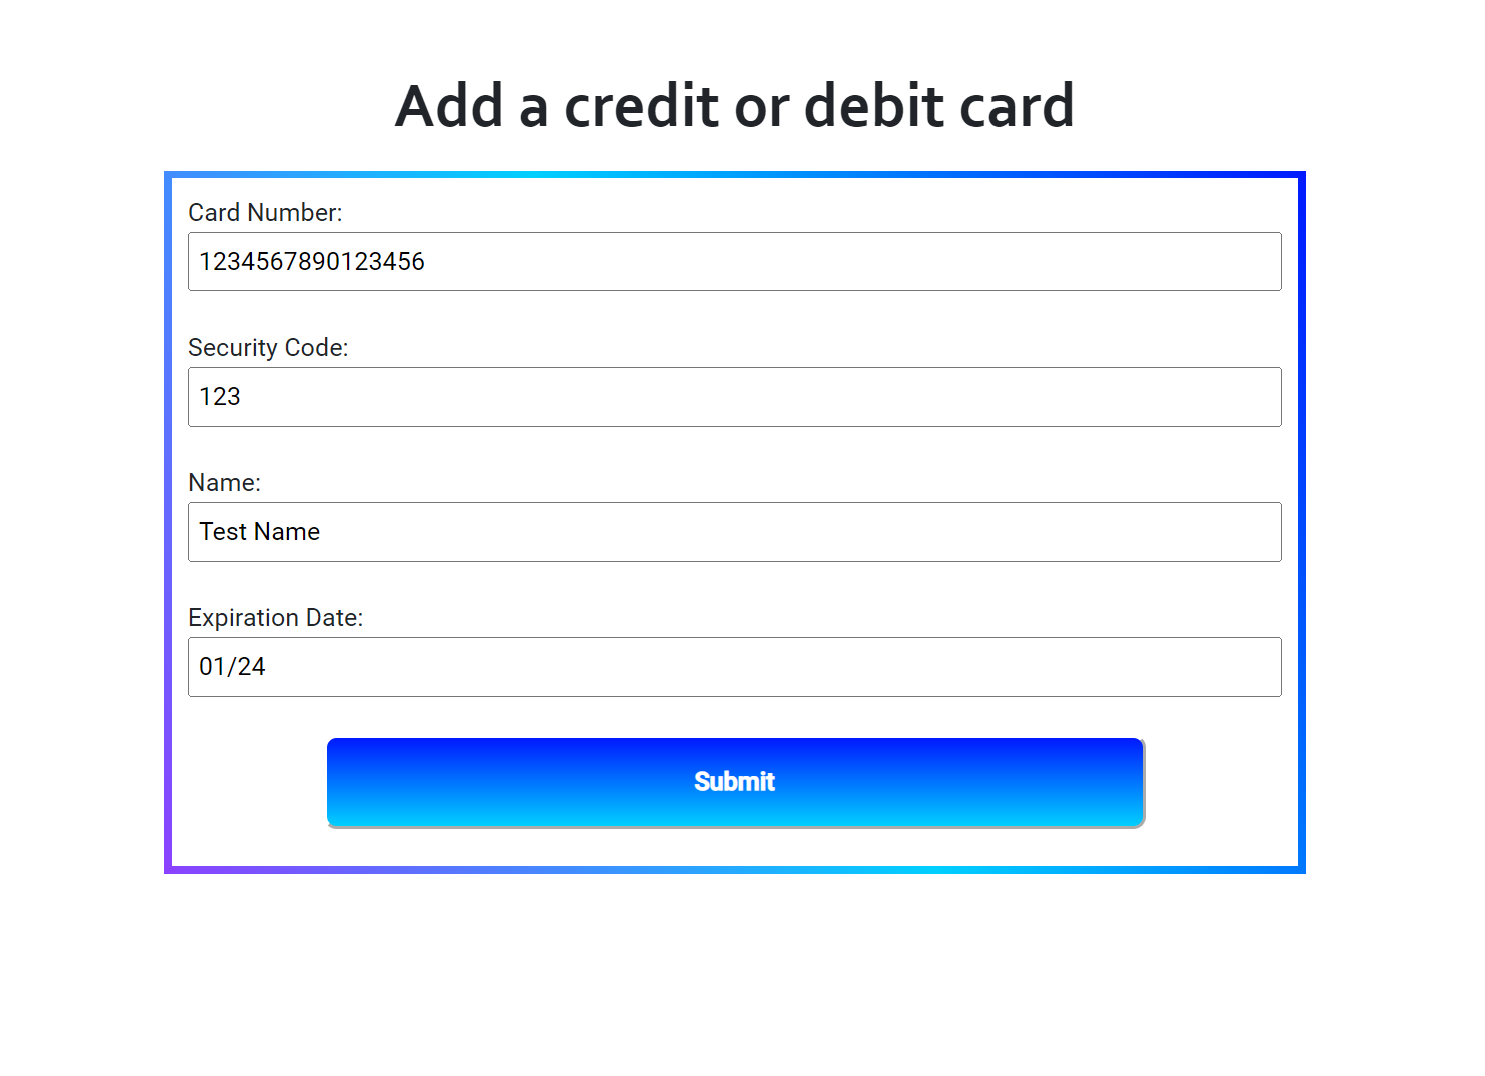 Add a credit or debit card
Card Number:
1234567890123456
Security Code:
123
Name:
Test Name
Expiration Date:
01/24
Submit